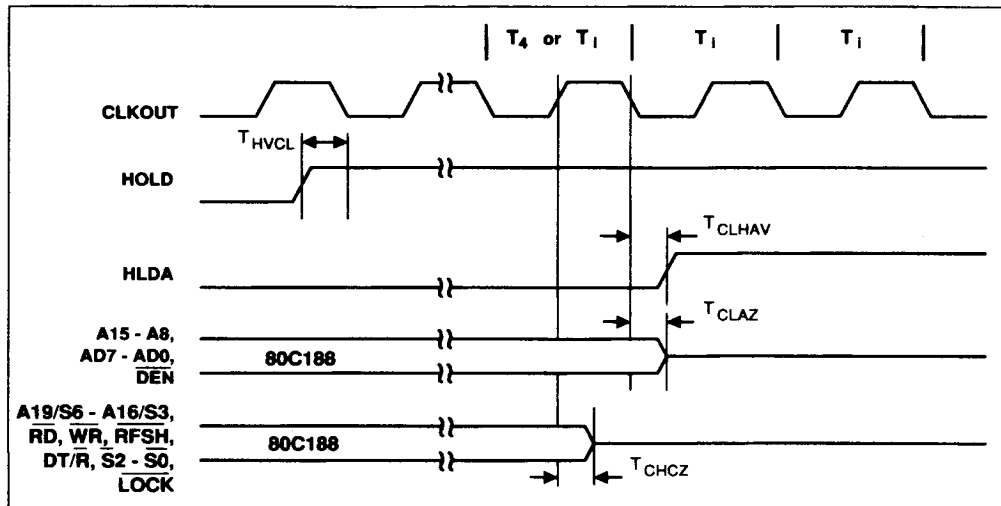 T4 or Ti
Ti
Ti
CLKOUT
THVCL
HOLD
TCLHAV
HLDA
TCLAZ
A15 - A8,
AD7 - AD0,
DEN
80C188
A19/S6 - A16/S3,
RD, WR, RFSH,
DT/R, S2 - S0,
LOCK
80C188
TCHCZ